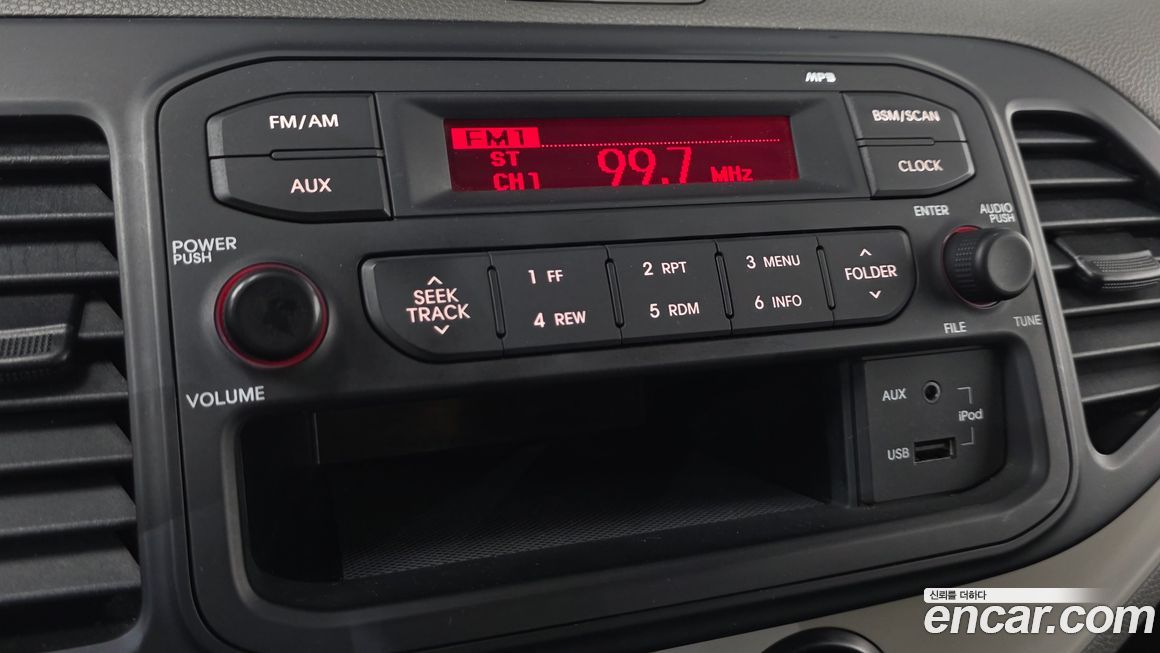 MP3
FM/AM
AUX
FM1
ST
CH1
99.7 MHz
BSM/SCAN
CLOCK
POWER
PUSH
VOLUME
SEEK
TRACK
1 FF
4 REW
2 RPT
5 RDM
3 MENU
6 INFO
FOLDER
ENTER
AUDIO
PUSH
FILE
TUNE
AUX
iPod
USB
신뢰를 더하다
encar.com